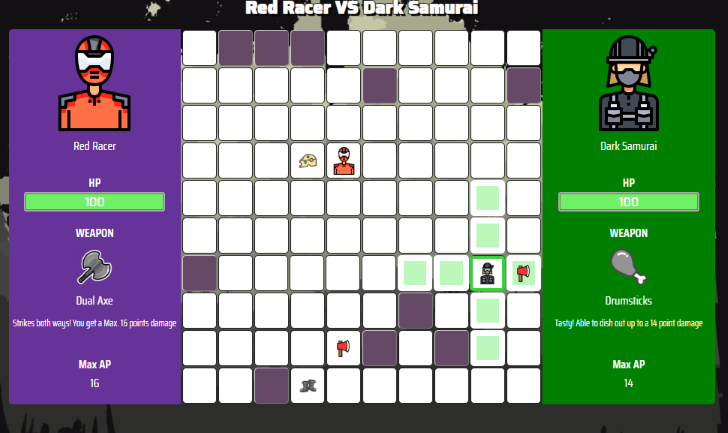 Red Racer VS Dark Samurai
Red Racer
HP
100
WEAPON
Dual Axe
Strikes both ways! You get a Max. 16 points damage
Max AP
16
Dark Samurai
HP
100
WEAPON
Drumsticks
Tasty! Able to dish out up to a 14 point damage
Max AP
14